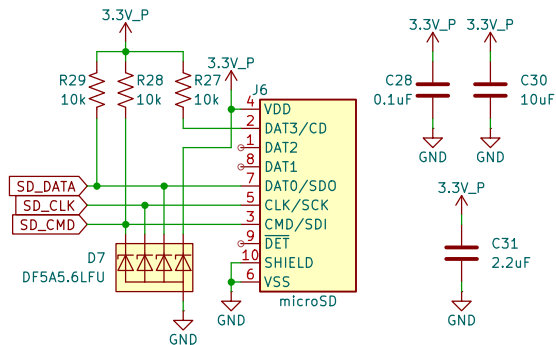 3.3V_P
R29
10k
R28
10k
R27
10k
3.3V_P
J6
4 VDD
2 DAT3/CD
1 DAT2
8 DAT1
7 DAT0/SDO
5 CLK/SCK
3 CMD/SDI
9 DET
10 SHIELD
6 VSS
microSD
SD_DATA
SD_CLK
SD_CMD
D7
DF5A5.6LFU
GND
GND
3.3V_P
C28
0.1uF
GND
3.3V_P
C30
10uF
GND
3.3V_P
C31
2.2uF
GND